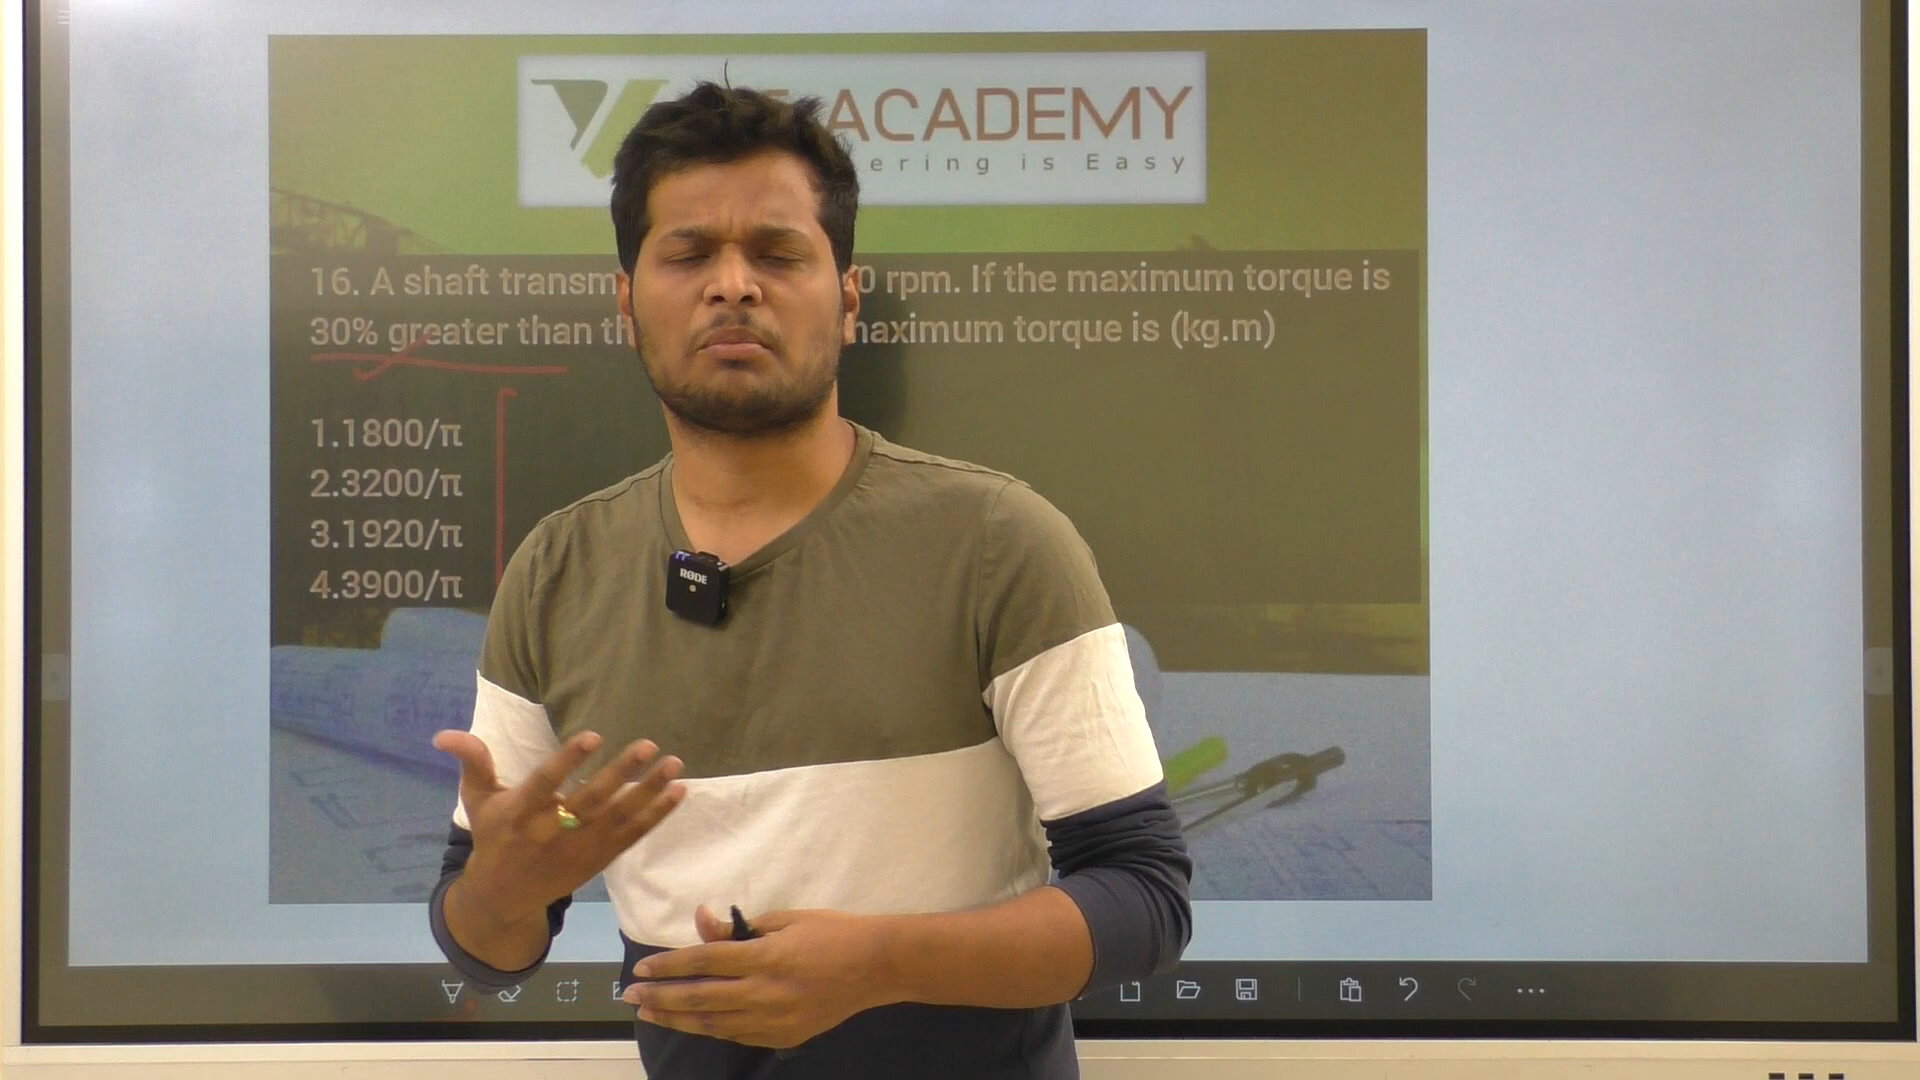 ACADEMY
ering is Easy
16. A shaft transm 0 rpm. If the maximum torque is
30% greater than th maximum torque is (kg.m)
1.1800/π
2.3200/π
3.1920/π
4.3900/π
RØDE